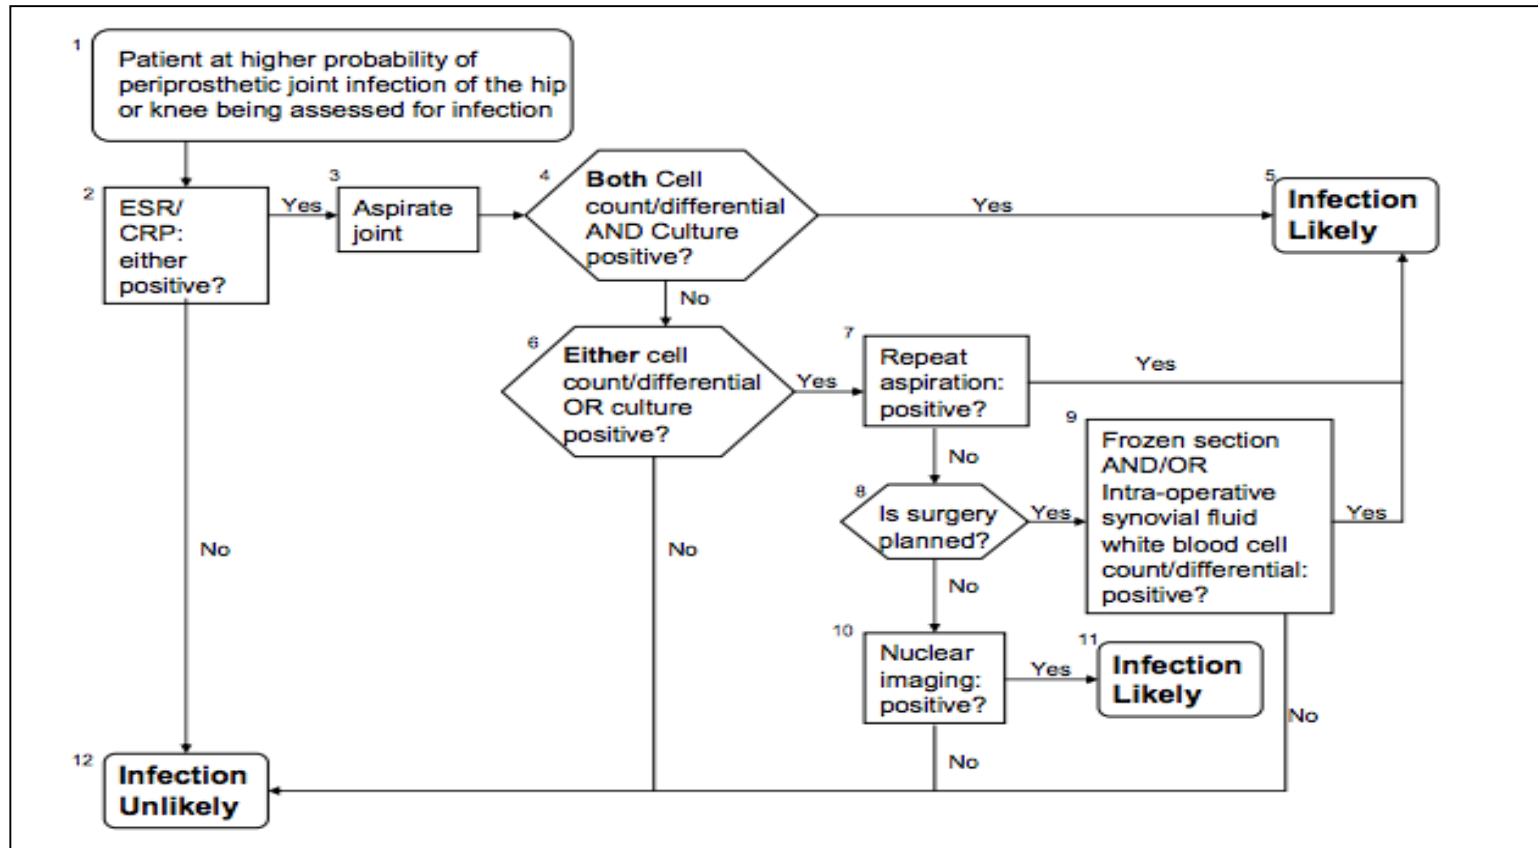 1
Patient at higher probability of
periprosthetic joint infection of the hip
or knee being assessed for infection
2
ESR/
CRP:
either
positive?
Yes
3
Aspirate
joint
4
Both Cell
count/differential
AND Culture
positive?
Yes
5
Infection
Likely
No
6
Either cell
count/differential
OR culture
positive?
Yes
7
Repeat
aspiration:
positive?
Yes
No
8
Is surgery
planned?
Yes
9
Frozen section
AND/OR
Intra-operative
synovial fluid
white blood cell
count/differential:
positive?
Yes
No
No
No
10
Nuclear
imaging:
positive?
Yes
11
Infection
Likely
No
No
12
Infection
Unlikely